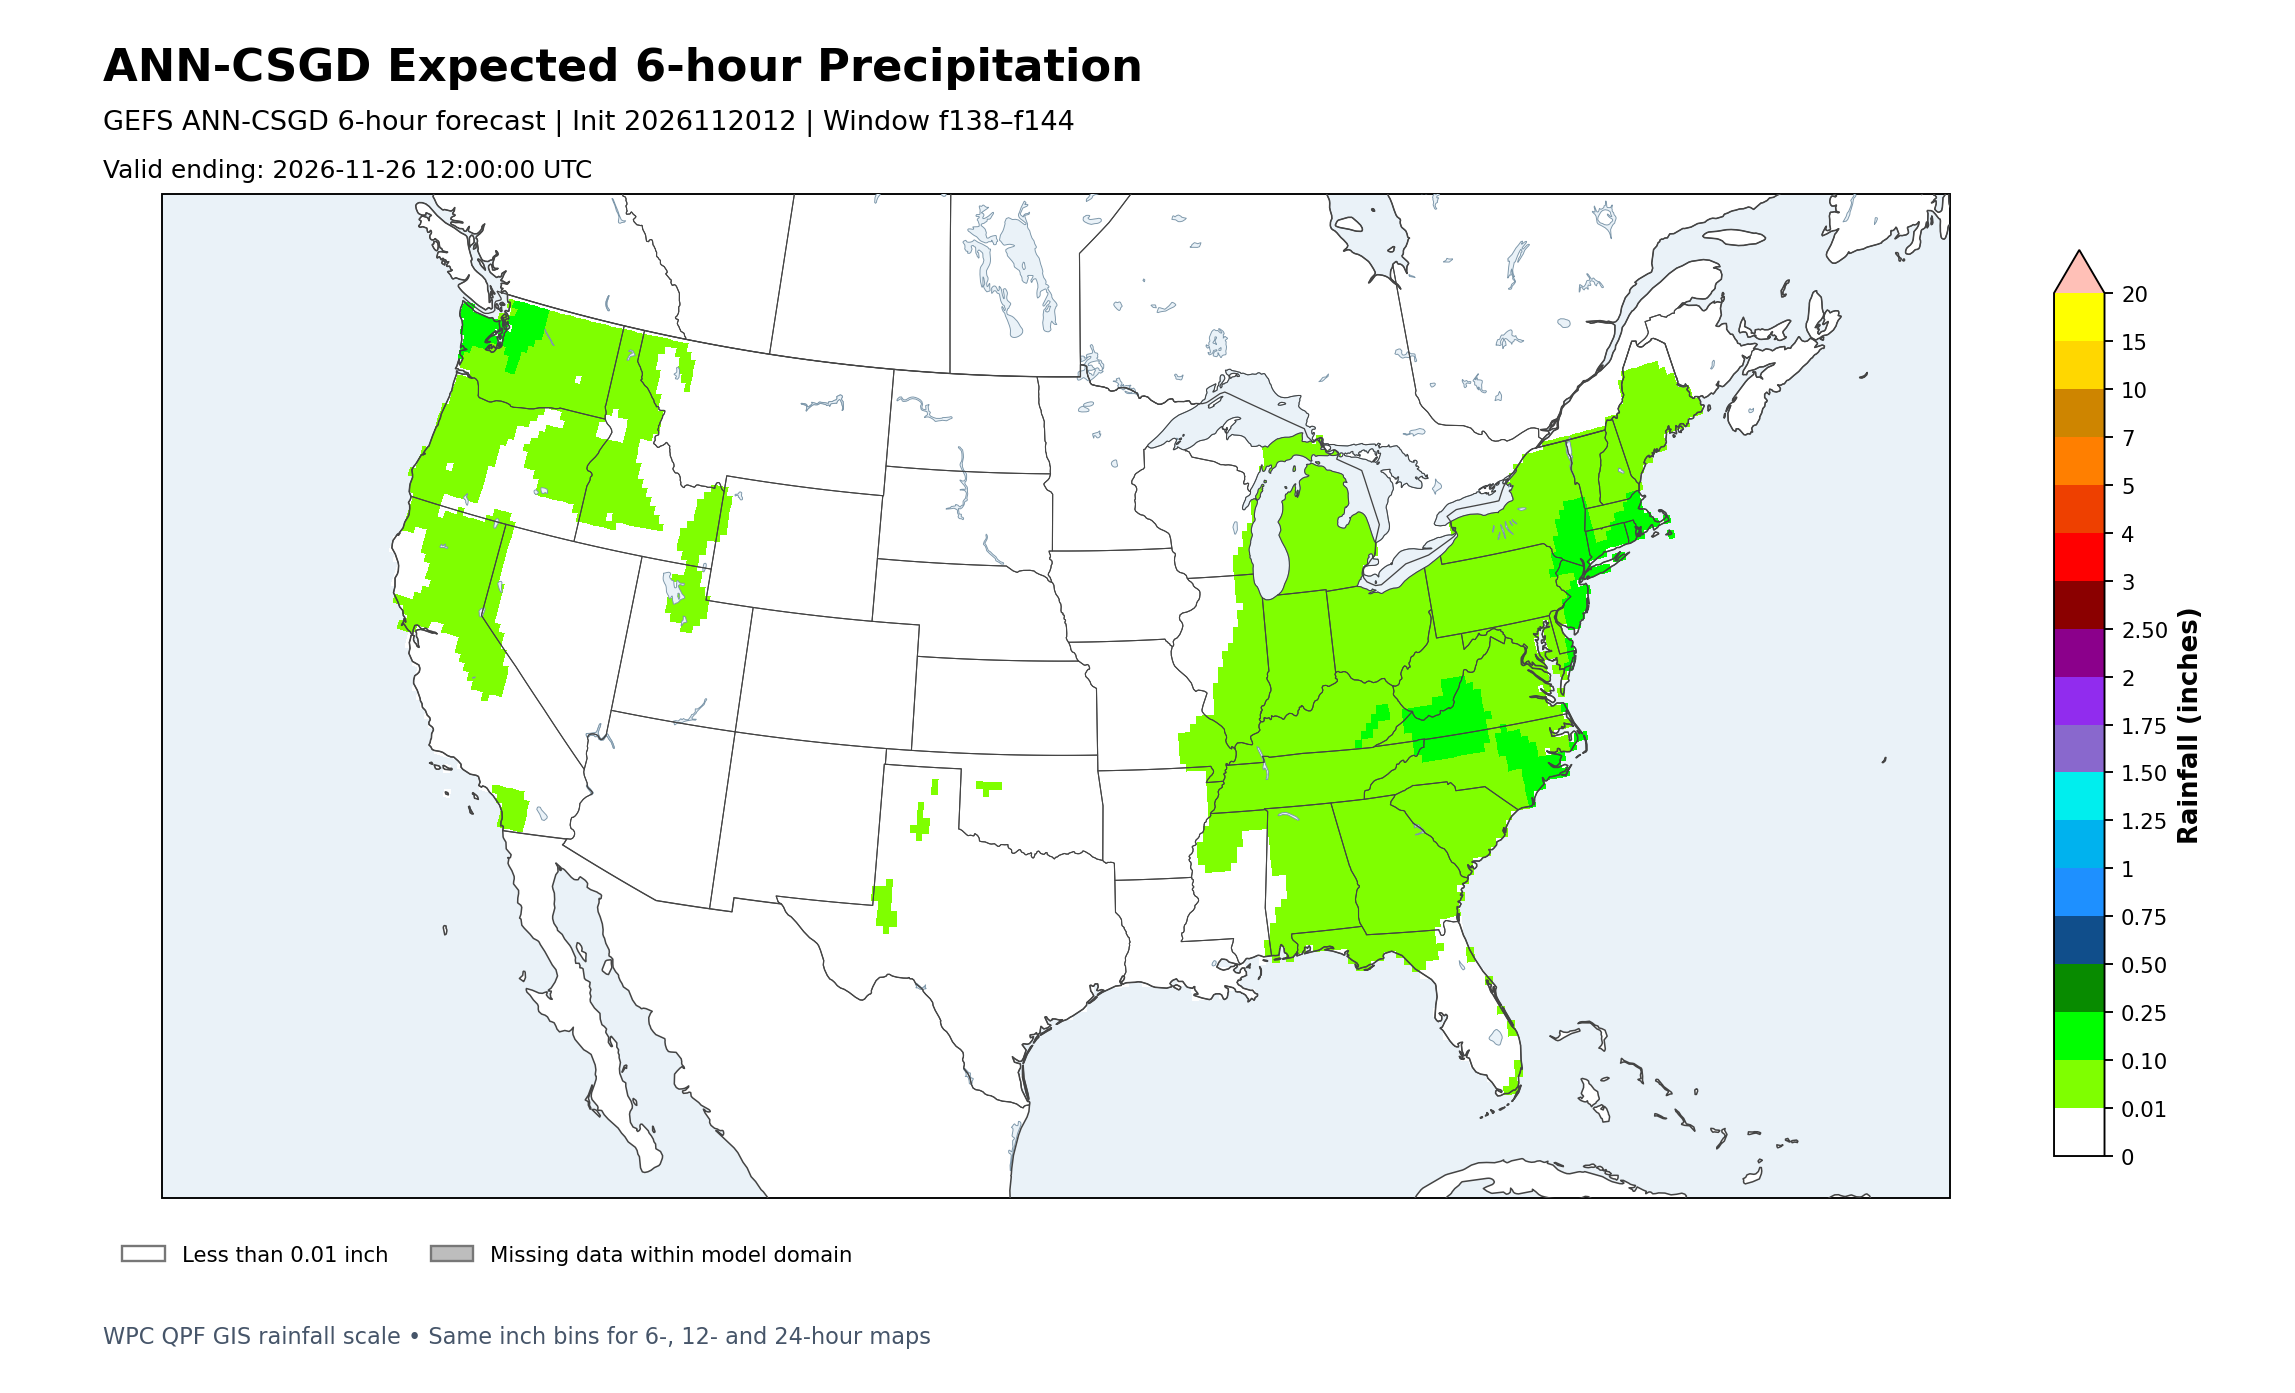 ANN-CSGD Expected 6-hour Precipitation
GEFS ANN-CSGD 6-hour forecast | Init 2026112012 | Window f138–f144
Valid ending: 2026-11-26 12:00:00 UTC
20
15
10
7
5
4
3
2.50
2
1.75
1.50
1.25
1
0.75
0.50
0.25
0.10
0.01
0
Rainfall (inches)
Less than 0.01 inch
Missing data within model domain
WPC QPF GIS rainfall scale • Same inch bins for 6-, 12- and 24-hour maps